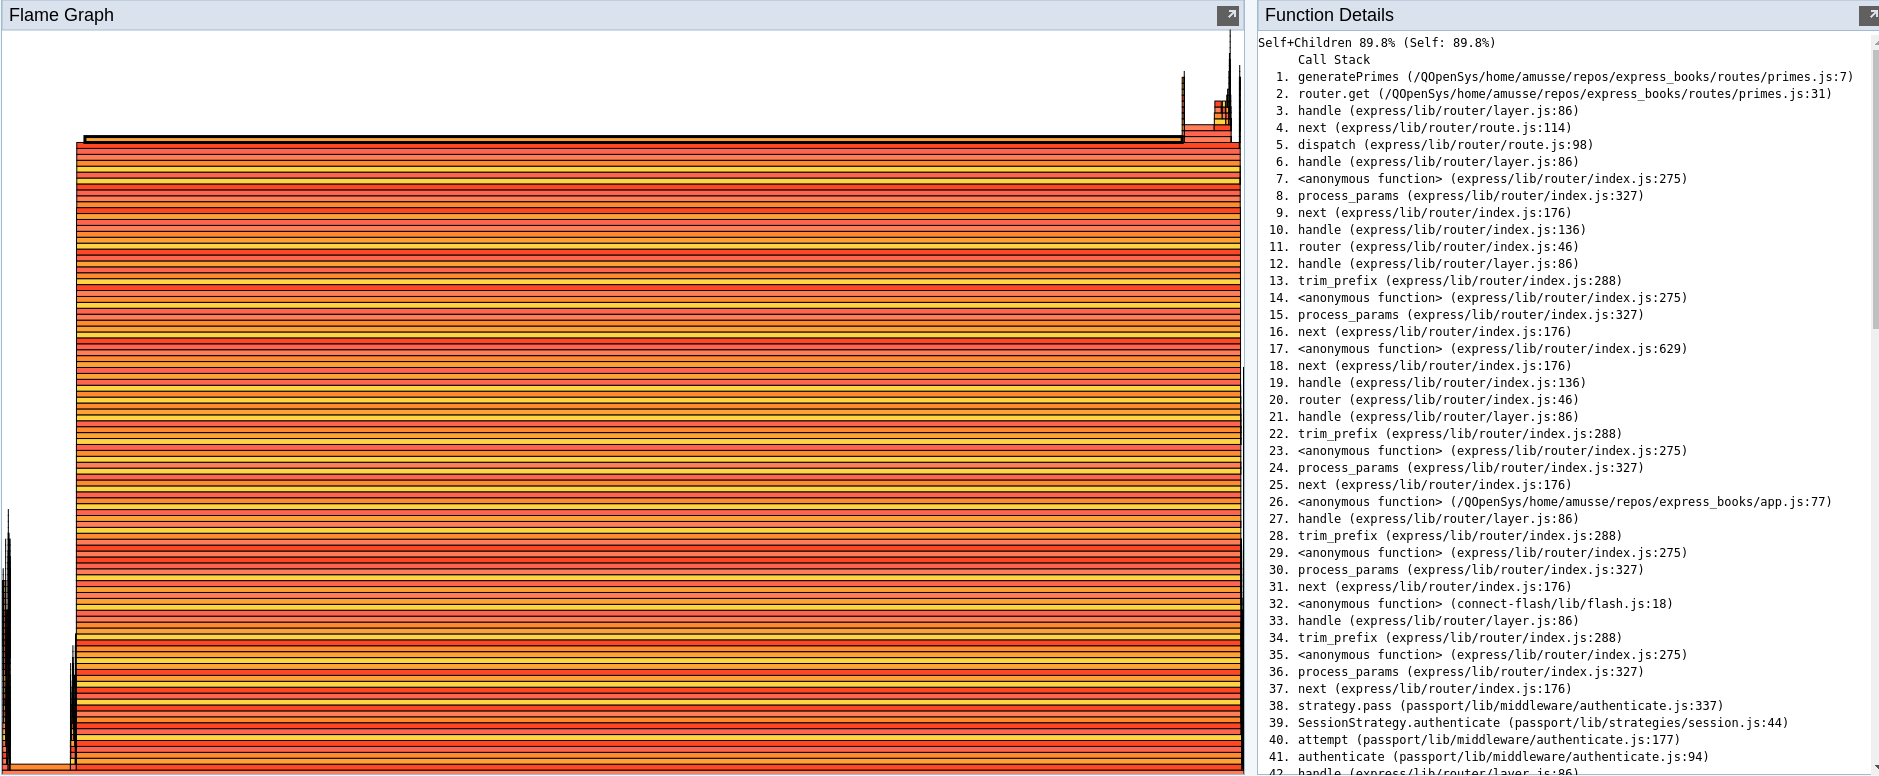 Flame Graph
Function Details
Self+Children 89.8% (Self: 89.8%)
Call Stack
1. generatePrimes (/QOpenSys/home/amusse/repos/express_books/routes/primes.js:7)
2. router.get (/QOpenSys/home/amusse/repos/express_books/routes/primes.js:31)
3. handle (express/lib/router/layer.js:86)
4. next (express/lib/router/route.js:114)
5. dispatch (express/lib/router/route.js:98)
6. handle (express/lib/router/layer.js:86)
7. <anonymous function> (express/lib/router/index.js:275)
8. process_params (express/lib/router/index.js:327)
9. next (express/lib/router/index.js:176)
10. handle (express/lib/router/index.js:136)
11. router (express/lib/router/index.js:46)
12. handle (express/lib/router/layer.js:86)
13. trim_prefix (express/lib/router/index.js:288)
14. <anonymous function> (express/lib/router/index.js:275)
15. process_params (express/lib/router/index.js:327)
16. next (express/lib/router/index.js:176)
17. <anonymous function> (express/lib/router/index.js:629)
18. next (express/lib/router/index.js:176)
19. handle (express/lib/router/index.js:136)
20. router (express/lib/router/index.js:46)
21. handle (express/lib/router/layer.js:86)
22. trim_prefix (express/lib/router/index.js:288)
23. <anonymous function> (express/lib/router/index.js:275)
24. process_params (express/lib/router/index.js:327)
25. next (express/lib/router/index.js:176)
26. <anonymous function> (/QOpenSys/home/amusse/repos/express_books/app.js:77)
27. handle (express/lib/router/layer.js:86)
28. trim_prefix (express/lib/router/index.js:288)
29. <anonymous function> (express/lib/router/index.js:275)
30. process_params (express/lib/router/index.js:327)
31. next (express/lib/router/index.js:176)
32. <anonymous function> (connect-flash/lib/flash.js:18)
33. handle (express/lib/router/layer.js:86)
34. trim_prefix (express/lib/router/index.js:288)
35. <anonymous function> (express/lib/router/index.js:275)
36. process_params (express/lib/router/index.js:327)
37. next (express/lib/router/index.js:176)
38. strategy.pass (passport/lib/middleware/authenticate.js:337)
39. SessionStrategy.authenticate (passport/lib/strategies/session.js:44)
40. attempt (passport/lib/middleware/authenticate.js:177)
41. authenticate (passport/lib/middleware/authenticate.js:94)
42. handle (express/lib/router/layer.js:86)